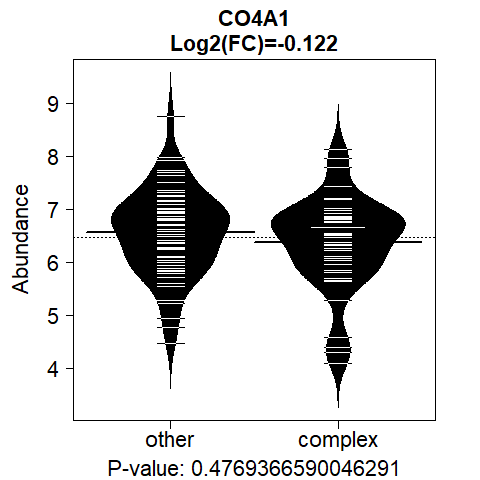 CO4A1
Log2(FC)=-0.122
Abundance
9
8
7
6
5
4
other complex
P-value: 0.4769366590046291